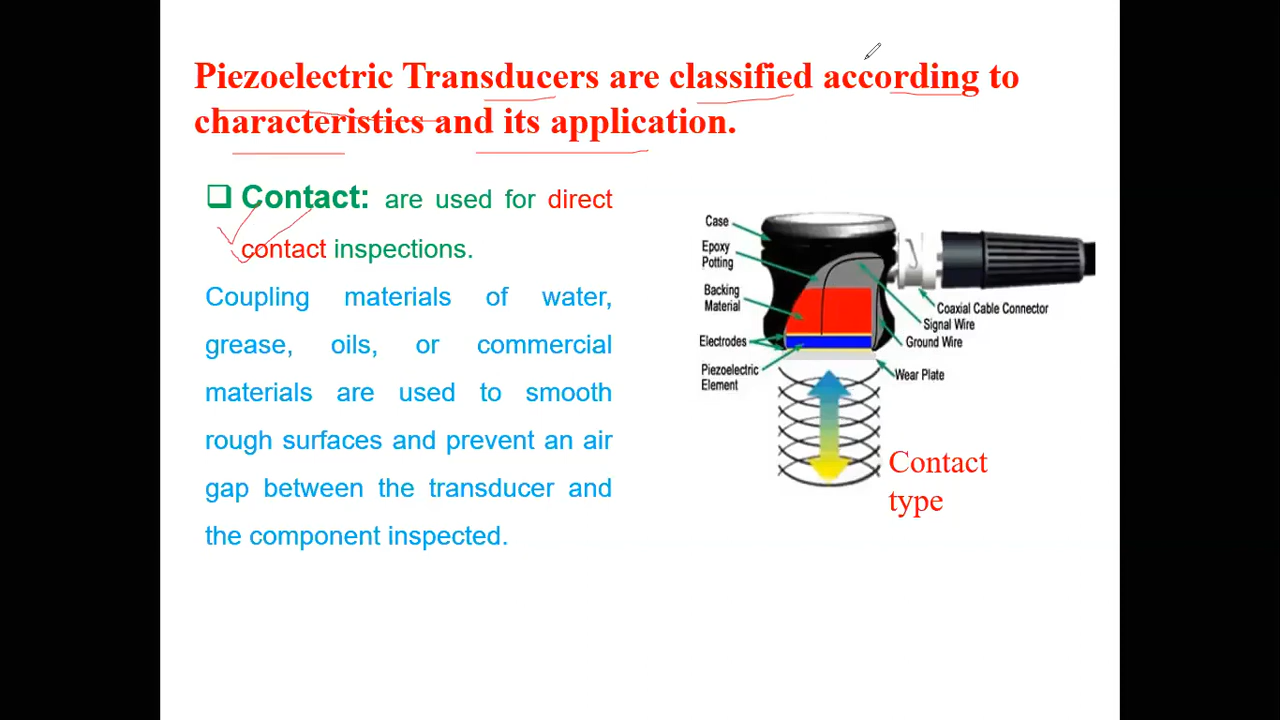 Piezoelectric Transducers are classified according to
characteristics and its application.
Contact: are used for direct
contact inspections.
Coupling materials of water,
grease, oils, or commercial
materials are used to smooth
rough surfaces and prevent an air
gap between the transducer and
the component inspected.
Case
Epoxy
Potting
Backing
Material
Electrodes
Piezoelectric
Element
Coaxial Cable Connector
Signal Wire
Ground Wire
Wear Plate
Contact
type